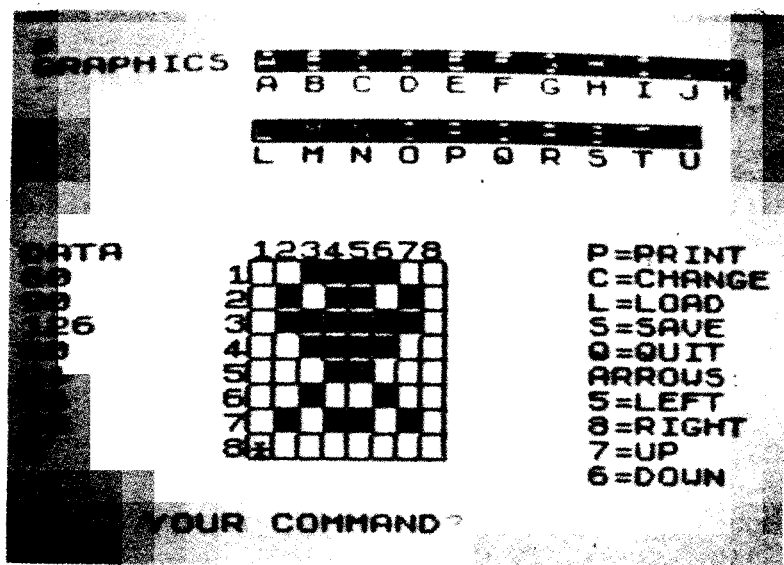 GRAPHICS
A B C D E F G H I J K
L M N O P Q R S T U
DATA 12345678 P=PRINT
1 C=CHANGE
2 L=LOAD
126 3 S=SAVE
4 Q=QUIT
5 ARROWS
6 5=LEFT
7 8=RIGHT
8 7=UP
6=DOWN
YOUR COMMAND?